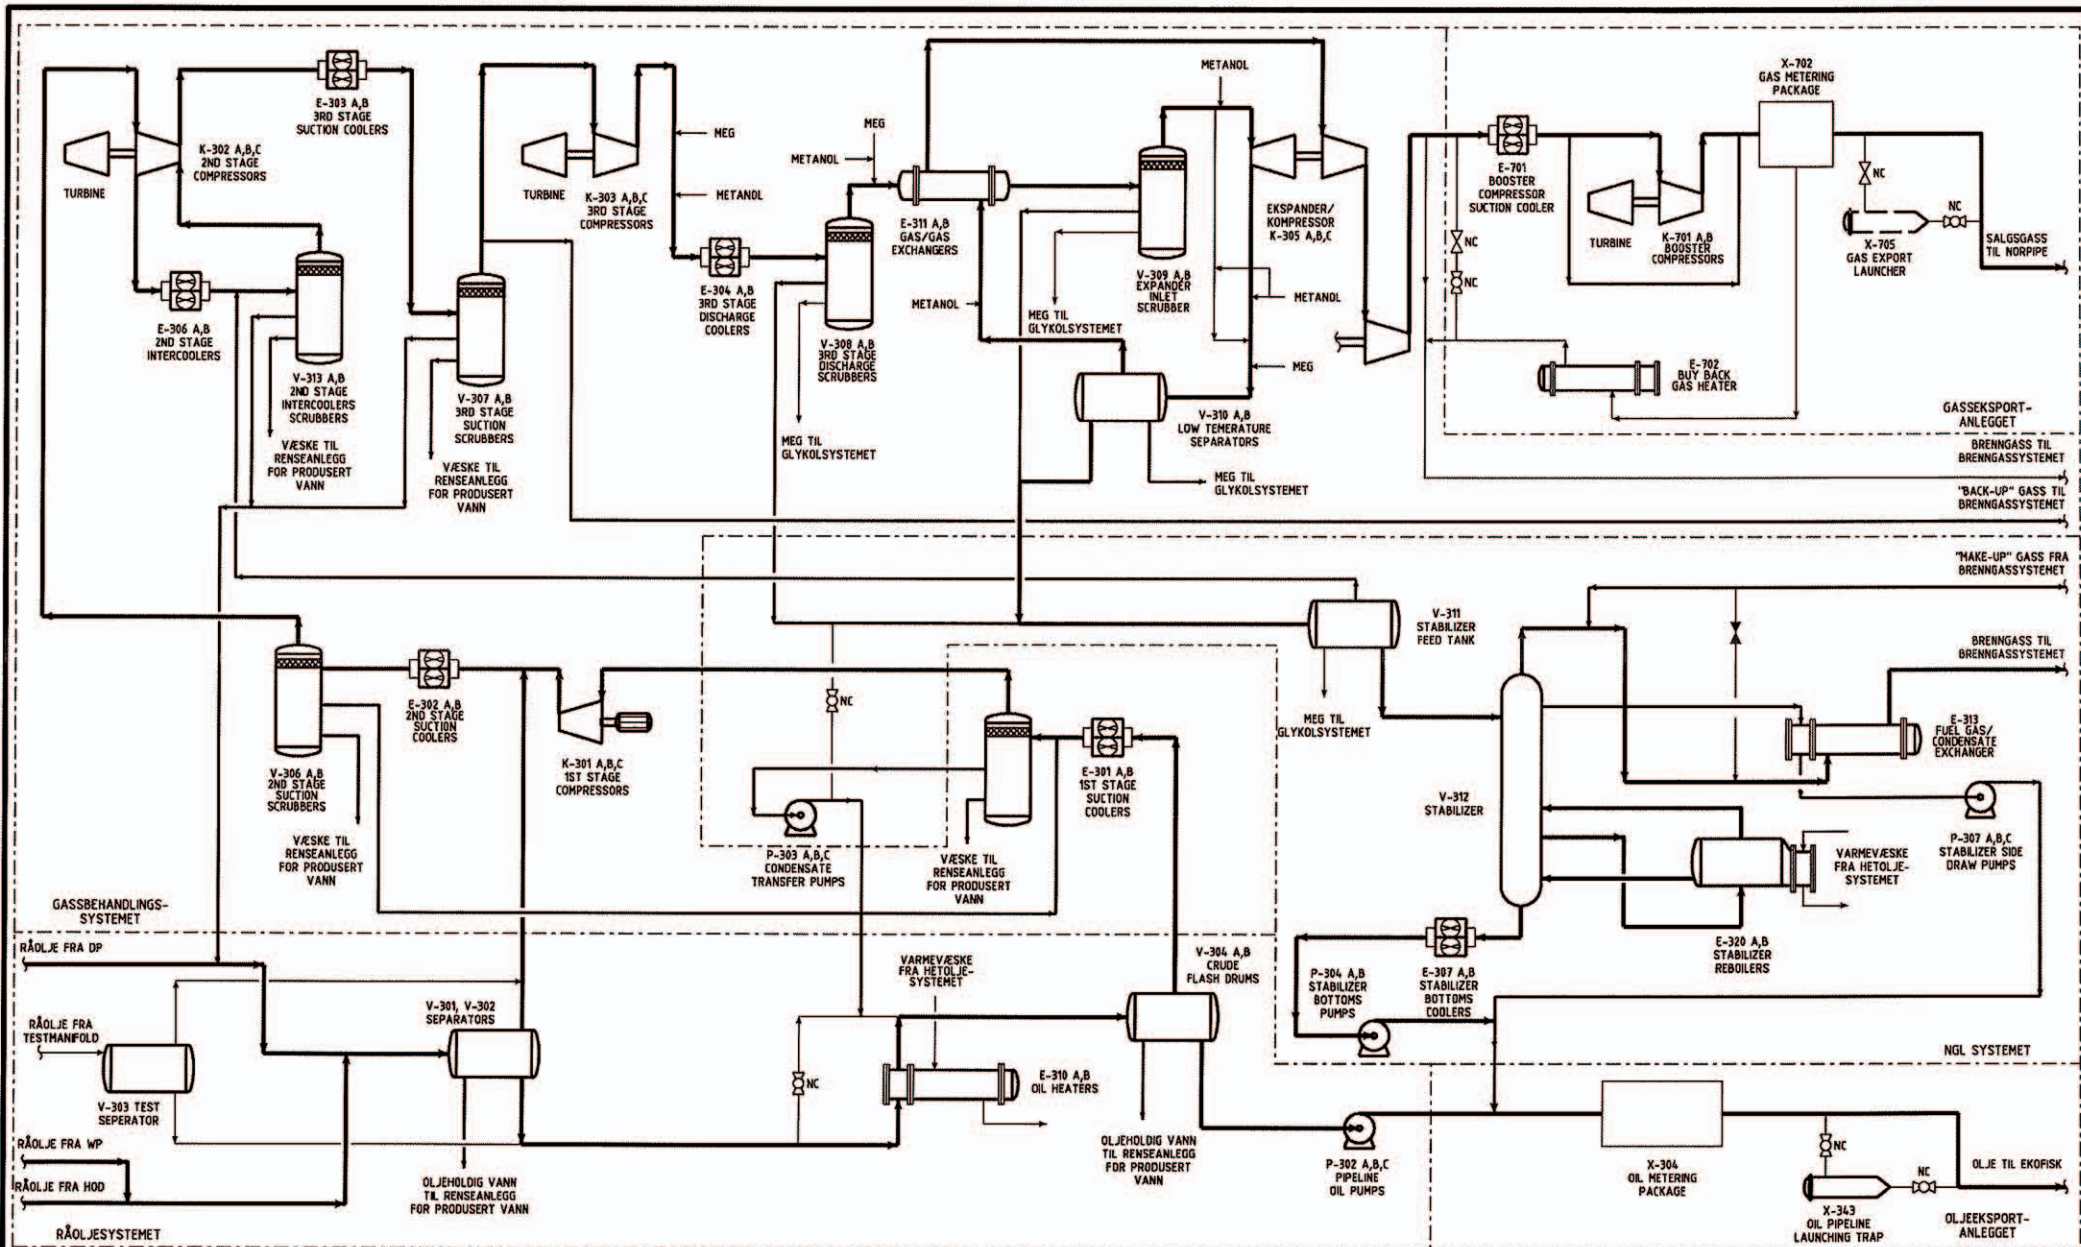 E-303 A,B
3RD STAGE
SUCTION COOLERS
K-302 A,B,C
2ND STAGE
COMPRESSORS
TURBINE
E-306 A,B
2ND STAGE
INTERCOOLERS
V-313 A,B
2ND STAGE
INTERCOOLERS
SCRUBBERS
VÆSKE TIL
RENSEANLEGG
FOR PRODUSERT
VANN
V-307 A,B
3RD STAGE
SUCTION
SCRUBBERS
VÆSKE TIL
RENSEANLEGG
FOR PRODUSERT
VANN
TURBINE
K-303 A,B,C
3RD STAGE
COMPRESSORS
MEG
METANOL
E-304 A,B
3RD STAGE
DISCHARGE
COOLERS
MEG
METANOL
V-308 A,B
3RD STAGE
DISCHARGE
SCRUBBERS
MEG TIL
GLYKOLSYSTEMET
E-311 A,B
GAS/GAS
EXCHANGERS
METANOL
METANOL
V-309 A,B
EXPANDER
INLET
SCRUBBER
MEG TIL
GLYKOLSYSTEMET
METANOL
MEG
V-310 A,B
LOW TEMERATURE
SEPARATORS
MEG TIL
GLYKOLSYSTEMET
EKSPANDER/
KOMPRESSOR
K-305 A,B,C
E-701
BOOSTER
COMPRESSOR
SUCTION COOLER
NC
NC
TURBINE
K-701 A,B
BOOSTER
COMPRESSORS
X-702
GAS METERING
PACKAGE
NC
NC
X-705
GAS EXPORT
LAUNCHER
SALGSGASS
TIL NORPIPE
E-702
BUY BACK
GAS HEATER
GASSEKSPORT-
ANLEGGET
BRENNGASS TIL
BRENNGASSYSTEMET
"BACK-UP" GASS TIL
BRENNGASSYSTEMET
"MAKE-UP" GASS FRA
BRENNGASSYSTEMET
BRENNGASS TIL
BRENNGASSYSTEMET
V-311
STABILIZER
FEED TANK
MEG TIL
GLYKOLSYSTEMET
V-312
STABILIZER
E-313
FUEL GAS/
CONDENSATE
EXCHANGER
P-307 A,B,C
STABILIZER SIDE
DRAW PUMPS
VARMEVÆSKE
FRA HETOLJE-
SYSTEMET
E-320 A,B
STABILIZER
REBOILERS
E-307 A,B
STABILIZER
BOTTOMS
COOLERS
P-304 A,B
STABILIZER
BOTTOMS
PUMPS
NGL SYSTEMET
V-306 A,B
2ND STAGE
SUCTION
SCRUBBERS
VÆSKE TIL
RENSEANLEGG
FOR PRODUSERT
VANN
E-302 A,B
2ND STAGE
SUCTION
COOLERS
K-301 A,B,C
1ST STAGE
COMPRESSORS
NC
P-303 A,B,C
CONDENSATE
TRANSFER PUMPS
VÆSKE TIL
RENSEANLEGG
FOR PRODUSERT
VANN
E-301 A,B
1ST STAGE
SUCTION
COOLERS
GASSBEHANDLINGS-
SYSTEMET
RÅOLJE FRA DP
RÅOLJE FRA
TESTMANIFOLD
V-303 TEST
SEPERATOR
RÅOLJE FRA WP
RÅOLJE FRA HOD
RÅOLJESYSTEMET
V-301, V-302
SEPARATORS
OLJEHOLDIG VANN
TIL RENSEANLEGG
FOR PRODUSERT VANN
NC
VARMEVÆSKE
FRA HETOLJE-
SYSTEMET
E-310 A,B
OIL HEATERS
V-304 A,B
CRUDE
FLASH DRUMS
OLJEHOLDIG VANN
TIL RENSEANLEGG
FOR PRODUSERT
VANN
P-302 A,B,C
PIPELINE
OIL PUMPS
X-304
OIL METERING
PACKAGE
NC
NC
X-343
OIL PIPELINE
LAUNCHING TRAP
OLJE TIL EKOFISK
OLJEEKSPORT-
ANLEGGET